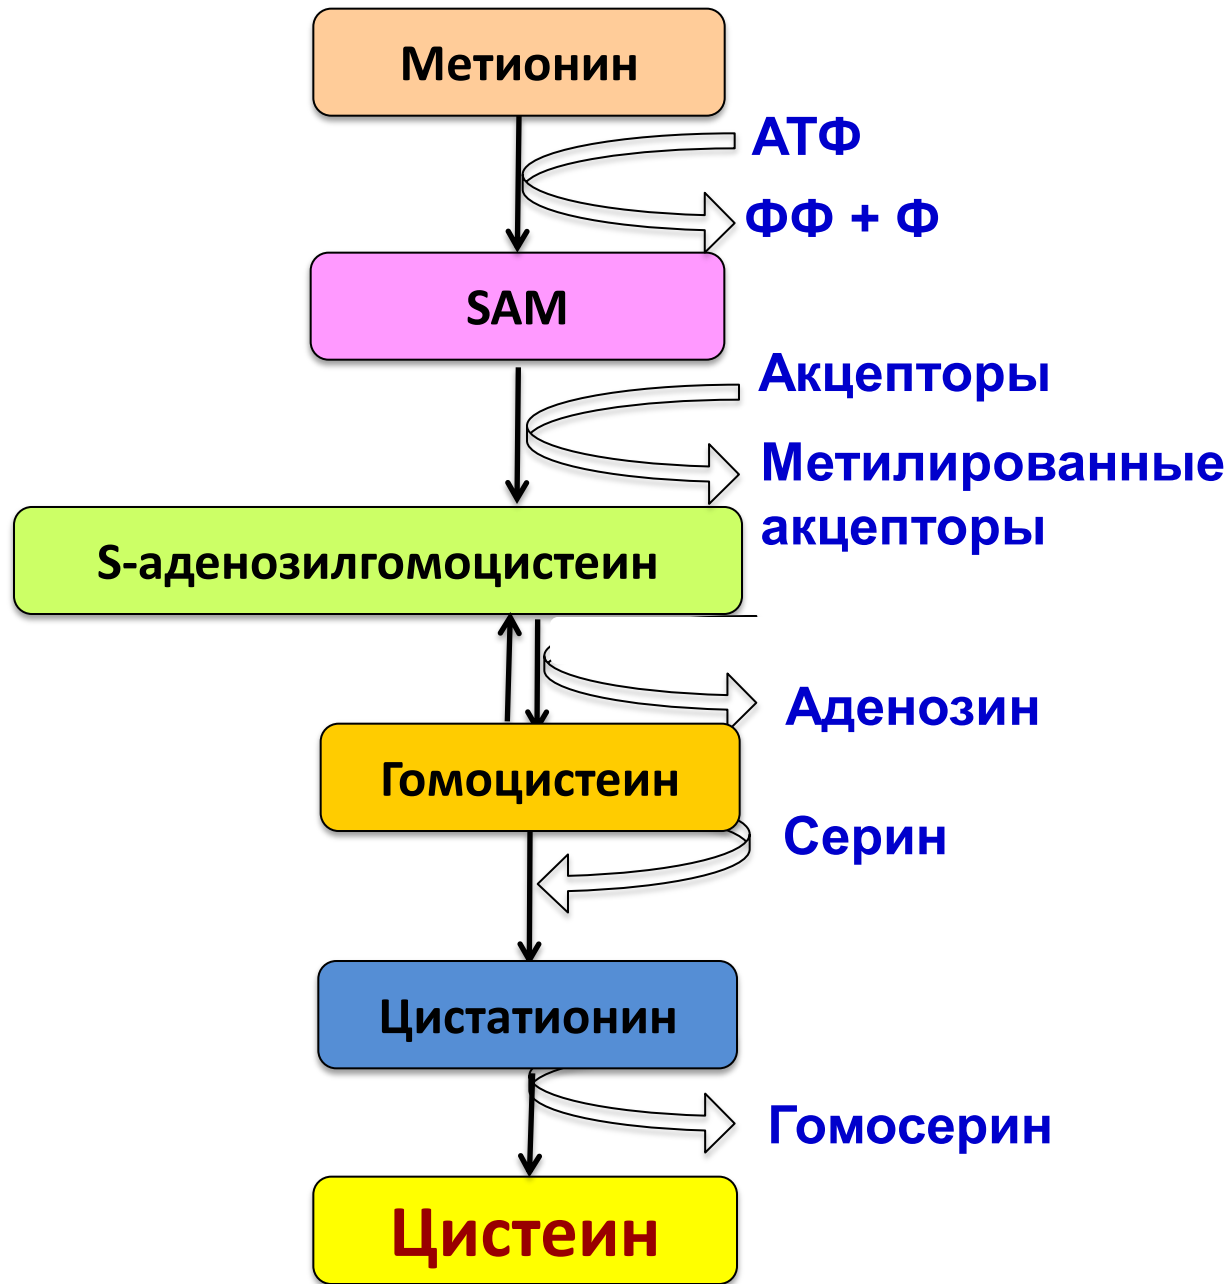 Метионин
АТФ
ФФ + Ф
SAM
Акцепторы
Метилированные
акцепторы
S-аденозилгомоцистеин
Аденозин
Гомоцистеин
Серин
Цистатионин
Гомосерин
Цистеин